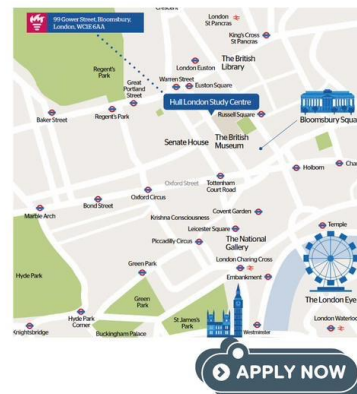 99 Gower Street, Bloomsbury,
London, WC1E 6AA
London
St Pancras
King's Cross
St Pancras
The British
Library
Regent's
Park
London Euston
Warren Street
Euston Square
Great
Portland
Street
Hull London Study Centre
Baker Street
Regent's Park
Russell Square
Bloomsbury Squa
Senate House
The British
Museum
Holborn
Cha
Oxford Street
Tottenham
Court Road
Oxford Circus
Bond Street
Marble Arch
Krishna Consciousness
Covent Garden
Leicester Square
Temple
Piccadilly Circus
The National
Gallery
Green Park
London Charing Cross
Hyde Park
Embankment
Green
Park
The London Eye
Hyde Park
Corner
St James's
Park
London Waterloo
Knightsbridge
Buckingham Palace
Westminster
APPLY NOW